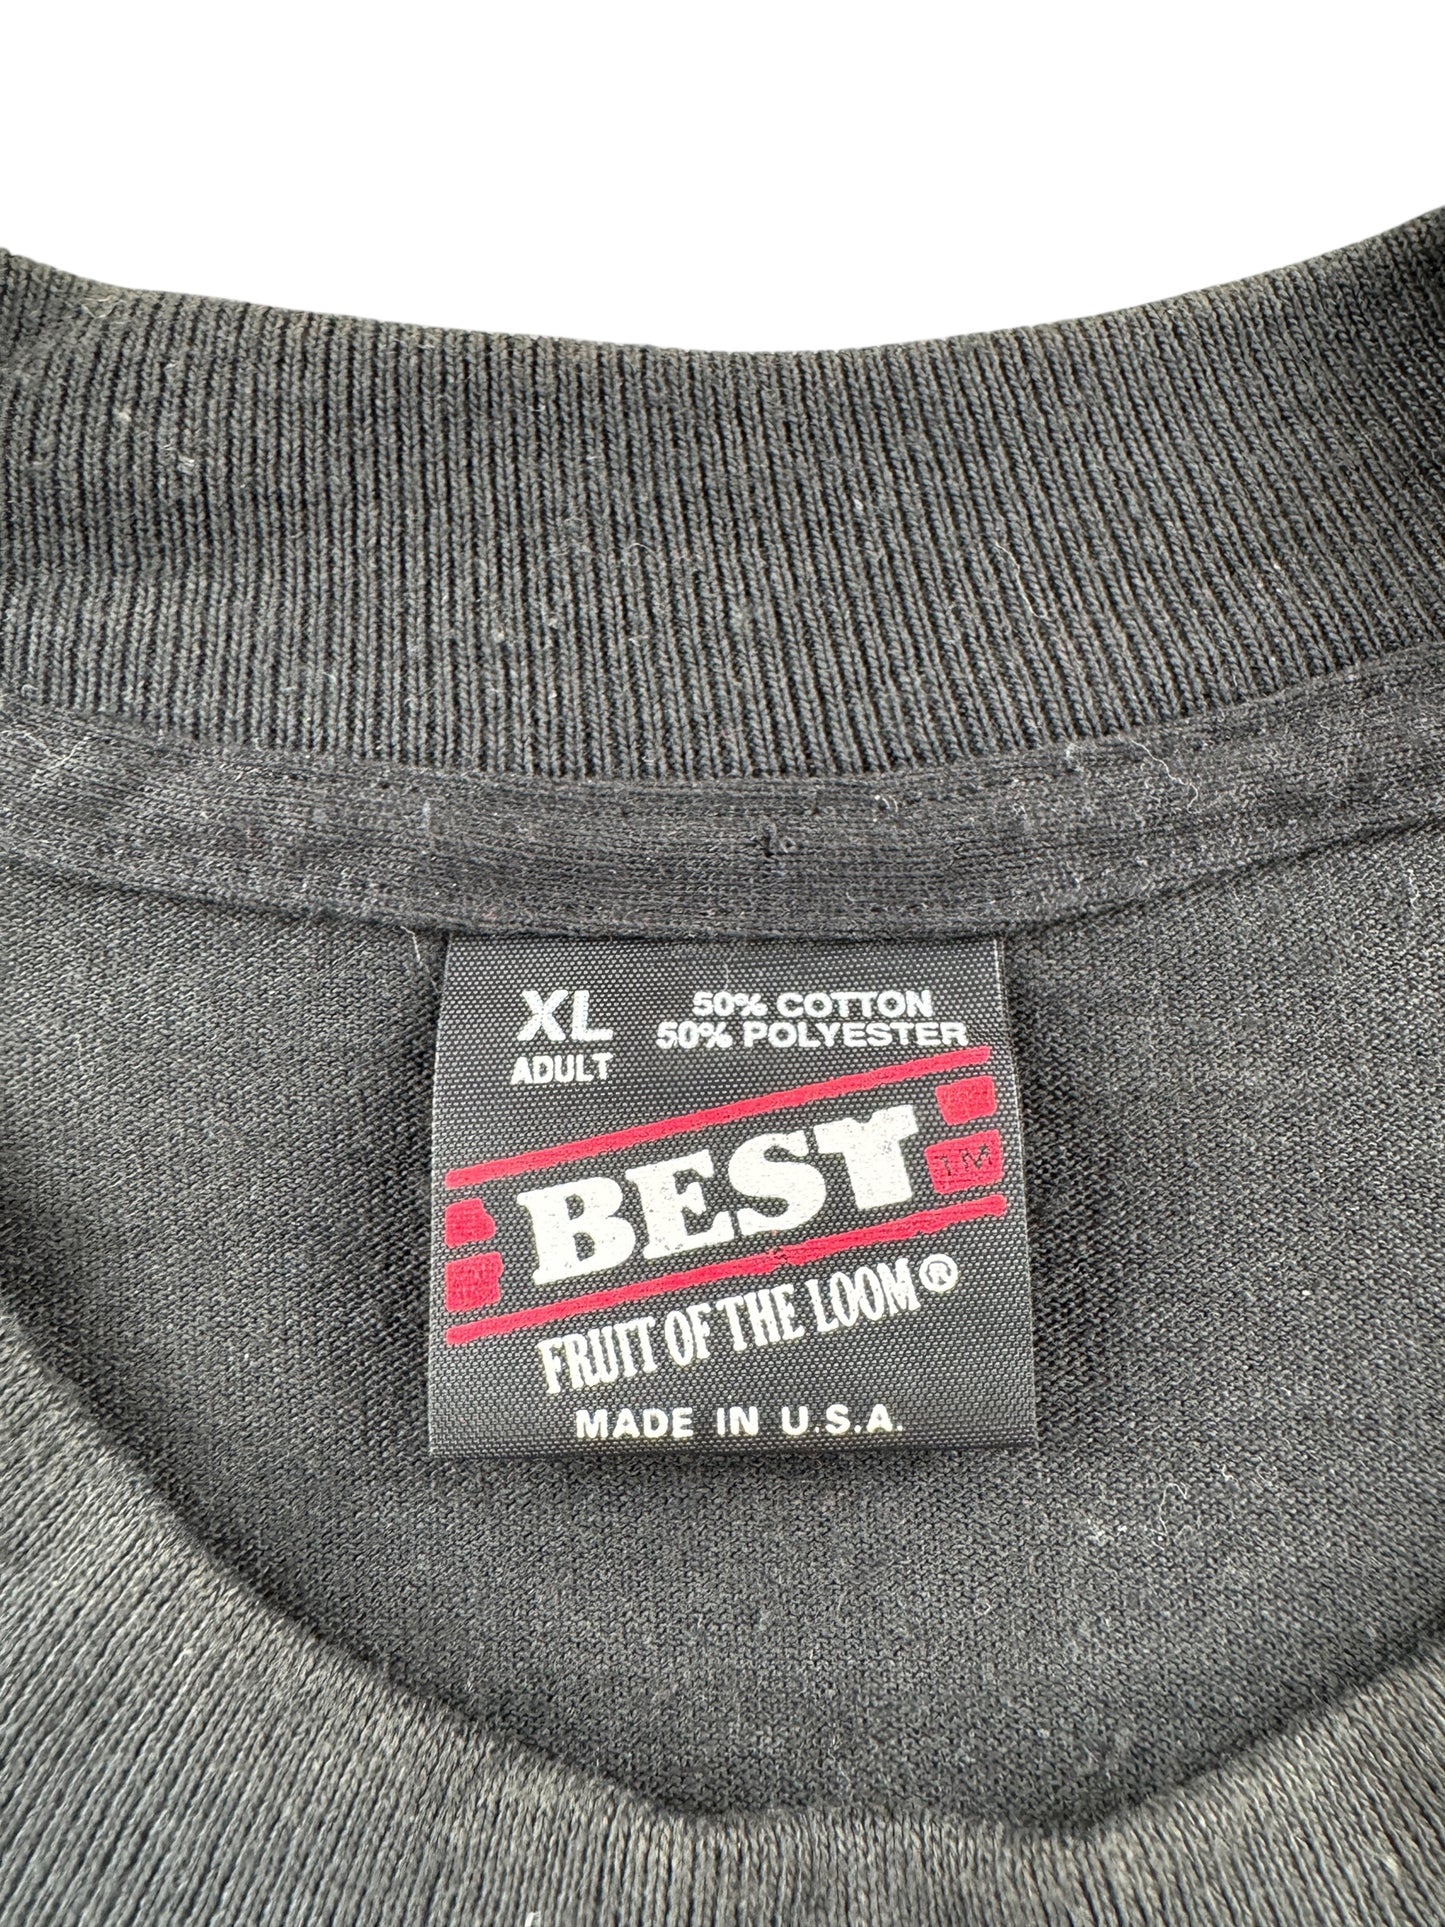 XL
ADULT
50% COTTON
50% POLYESTER
BEST
TM
FRUIT OF THE LOOM®
MADE IN U.S.A.